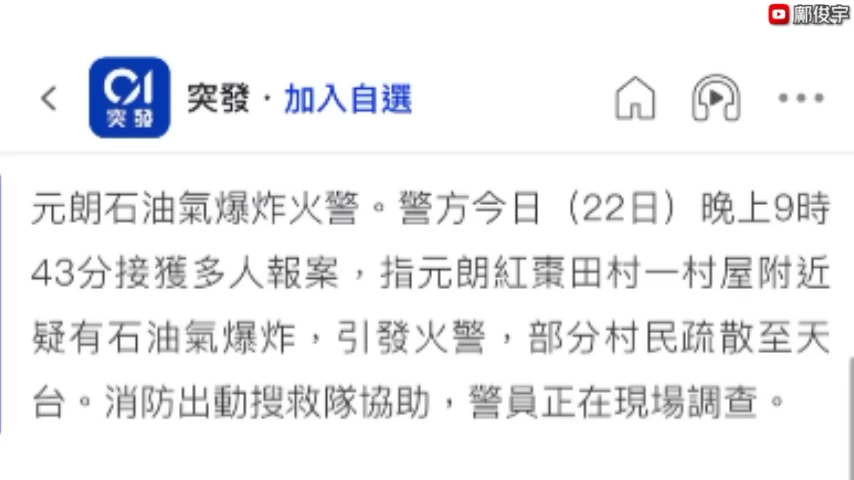 鄺俊宇
01
突發
突發·加入自選
元朗石油氣爆炸火警。警方今日（22日）晚上9時
43分接獲多人報案，指元朗紅棗田村一村屋附近
疑有石油氣爆炸，引發火警，部分村民疏散至天
台。消防出動搜救隊協助，警員正在現場調查。